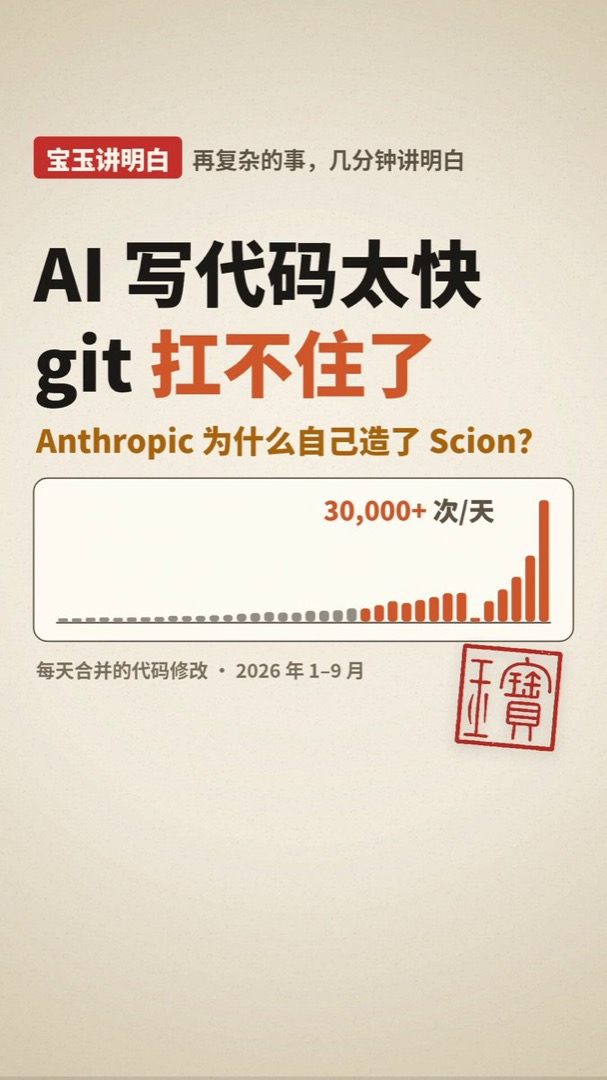 宝玉讲明白 再复杂的事，几分钟讲明白
AI 写代码太快
git 扛不住了
Anthropic 为什么自己造了 Scion?
30,000+ 次/天
每天合并的代码修改 · 2026 年 1–9 月
寶玉